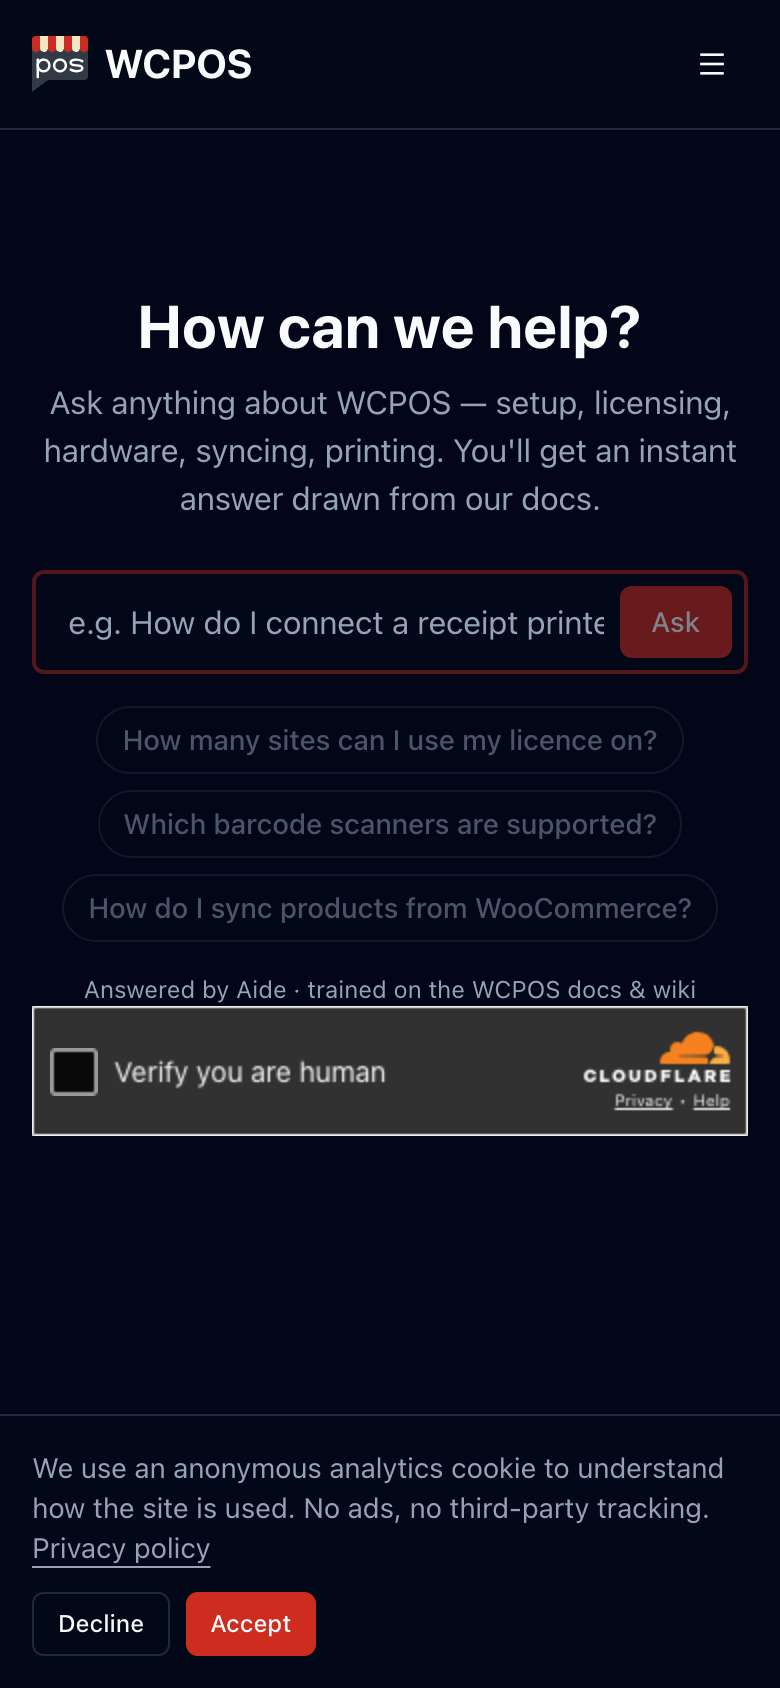 pos
WCPOS
How can we help?
Ask anything about WCPOS — setup, licensing,
hardware, syncing, printing. You'll get an instant
answer drawn from our docs.
e.g. How do I connect a receipt printe
Ask
How many sites can I use my licence on?
Which barcode scanners are supported?
How do I sync products from WooCommerce?
Answered by Aide · trained on the WCPOS docs & wiki
Verify you are human
CLOUDFLARE
Privacy • Help
We use an anonymous analytics cookie to understand
how the site is used. No ads, no third-party tracking.
Privacy policy
Decline
Accept